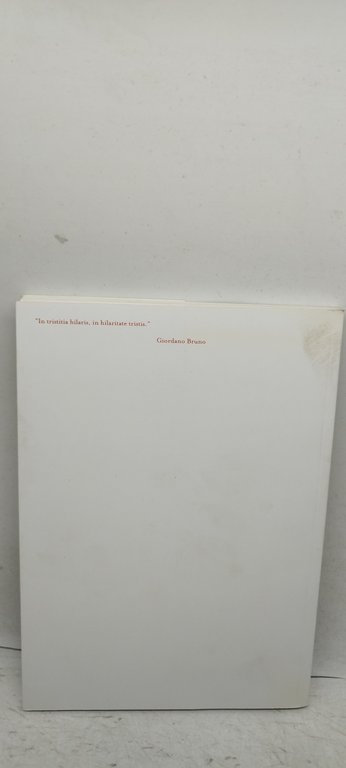 "In tristitia hilaris, in hilaritate tristis."
Giordano Bruno